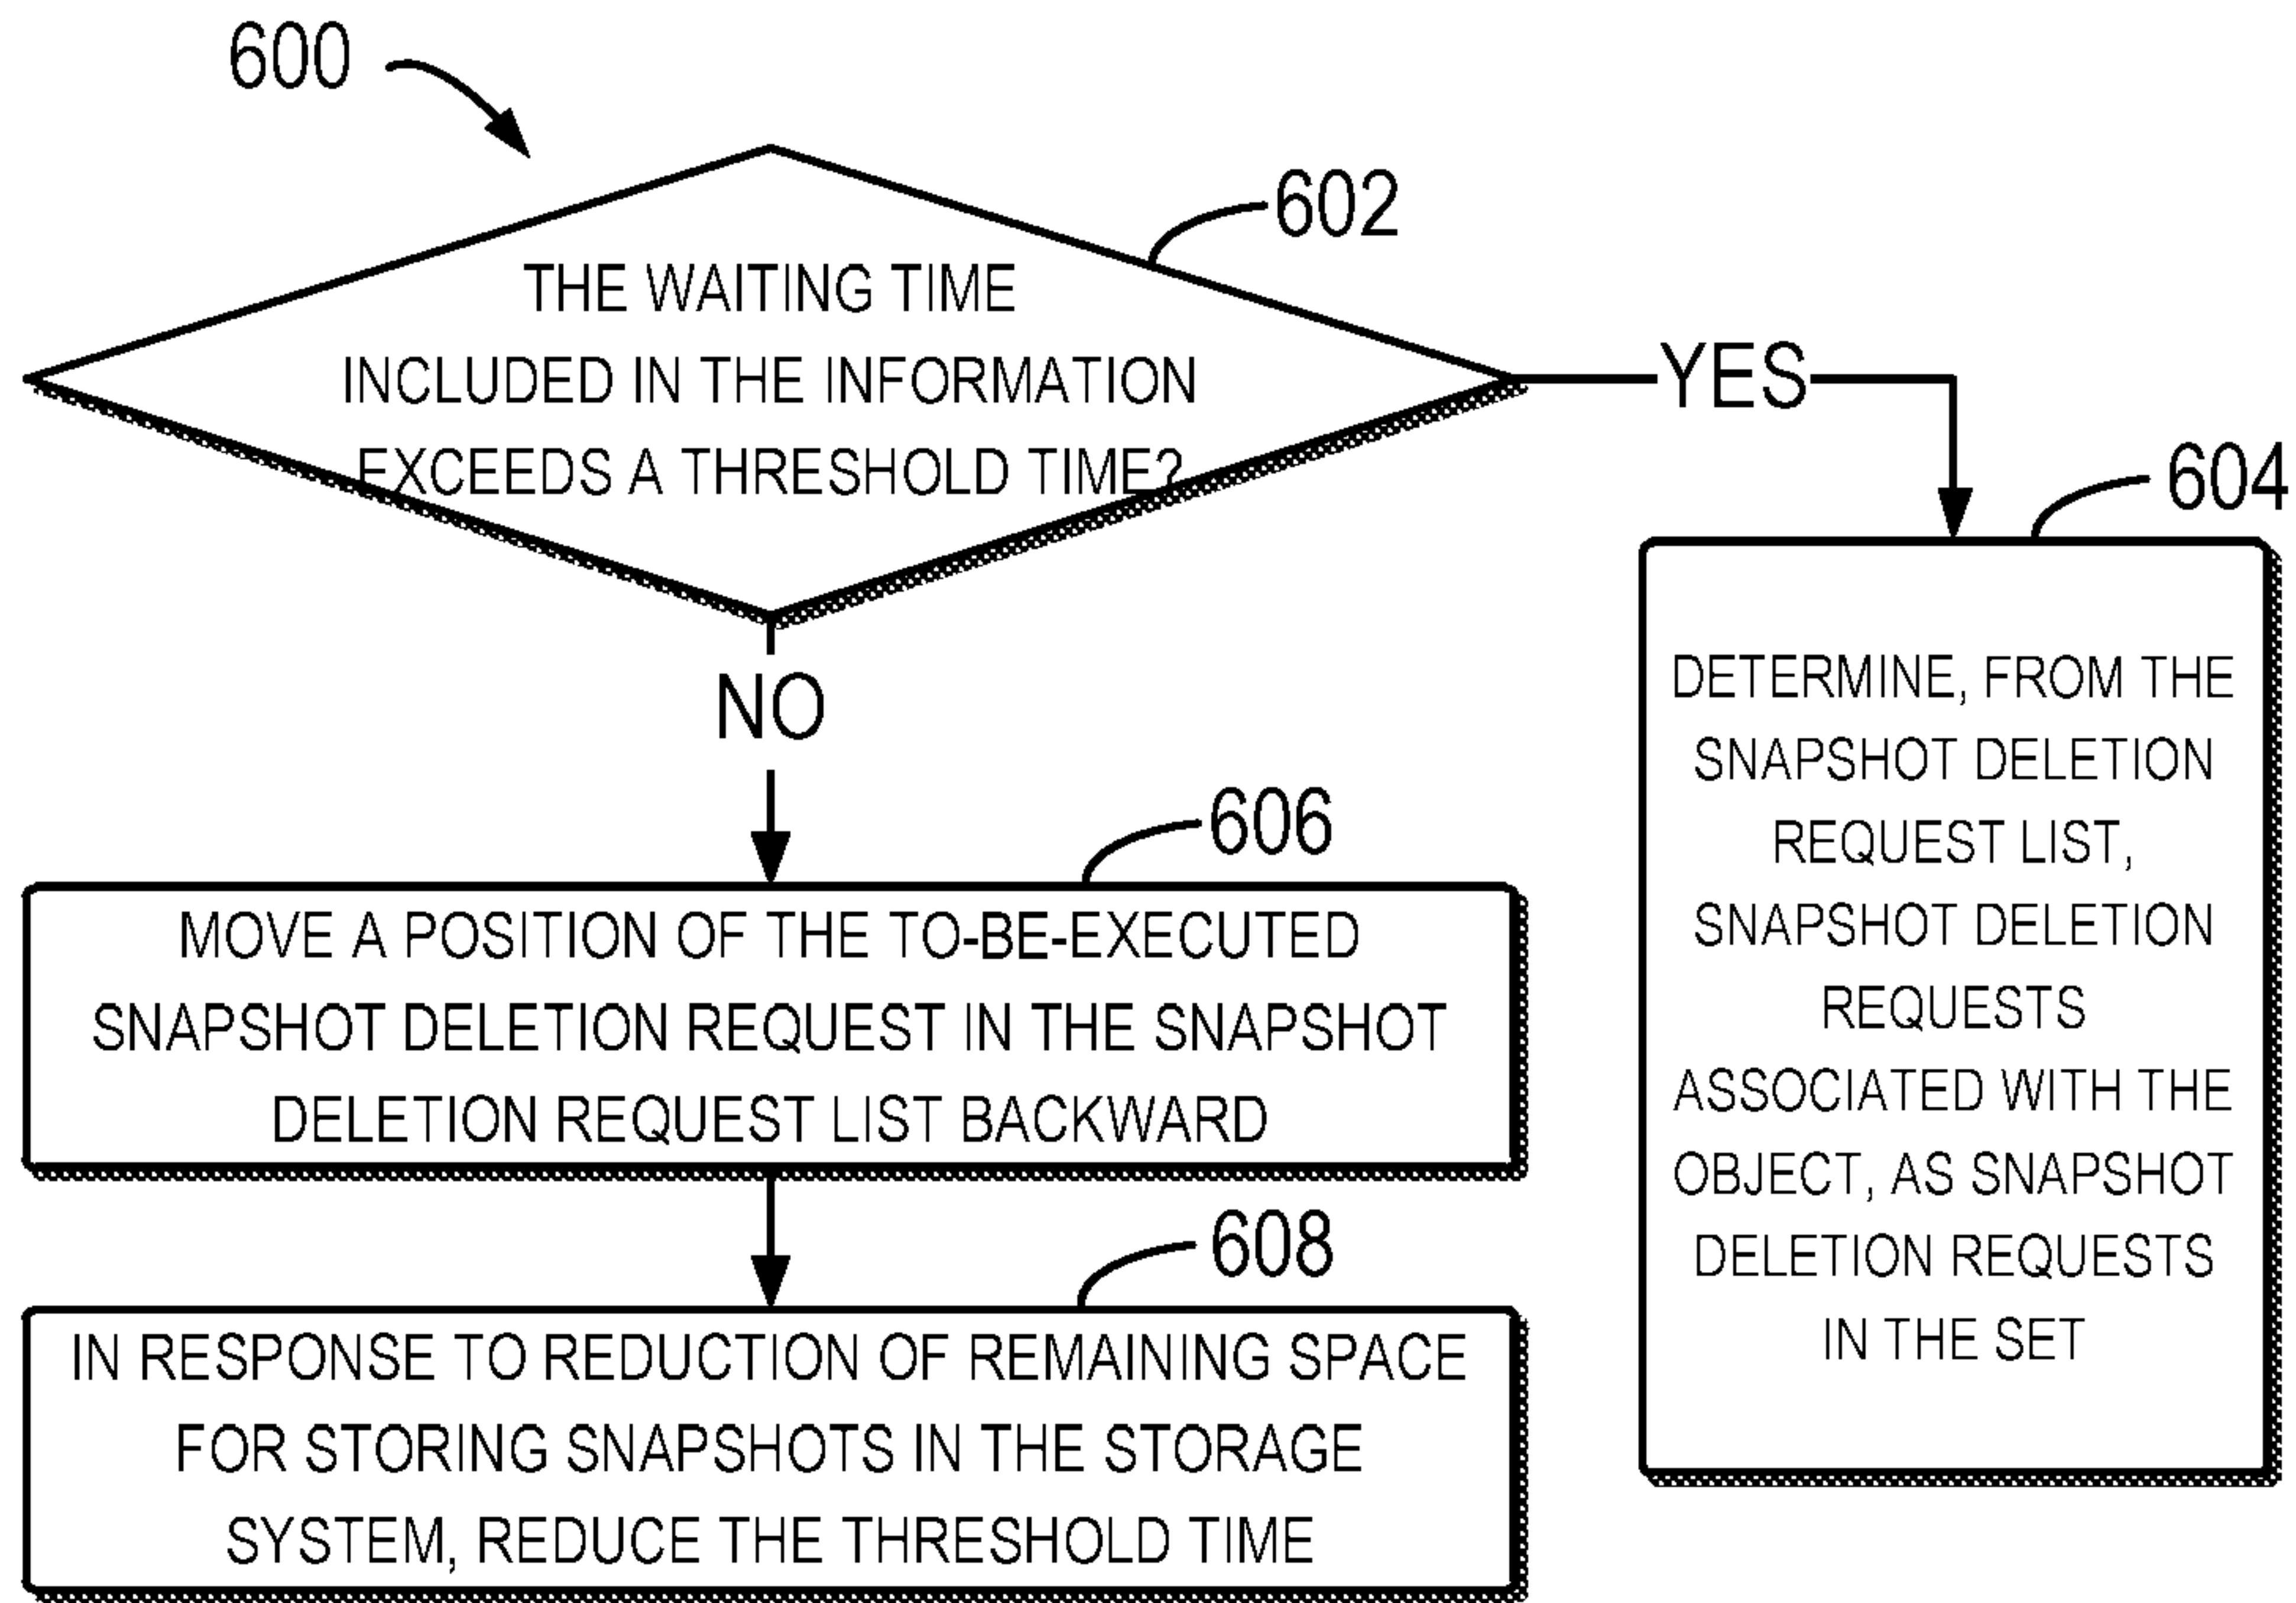 600
602
THE WAITING TIME
INCLUDED IN THE INFORMATION
EXCEEDS A THRESHOLD TIME?
YES
604
DETERMINE, FROM THE
SNAPSHOT DELETION
REQUEST LIST,
SNAPSHOT DELETION
REQUESTS
ASSOCIATED WITH THE
OBJECT, AS SNAPSHOT
DELETION REQUESTS
IN THE SET
NO
606
MOVE A POSITION OF THE TO-BE-EXECUTED
SNAPSHOT DELETION REQUEST IN THE SNAPSHOT
DELETION REQUEST LIST BACKWARD
608
IN RESPONSE TO REDUCTION OF REMAINING SPACE
FOR STORING SNAPSHOTS IN THE STORAGE
SYSTEM, REDUCE THE THRESHOLD TIME